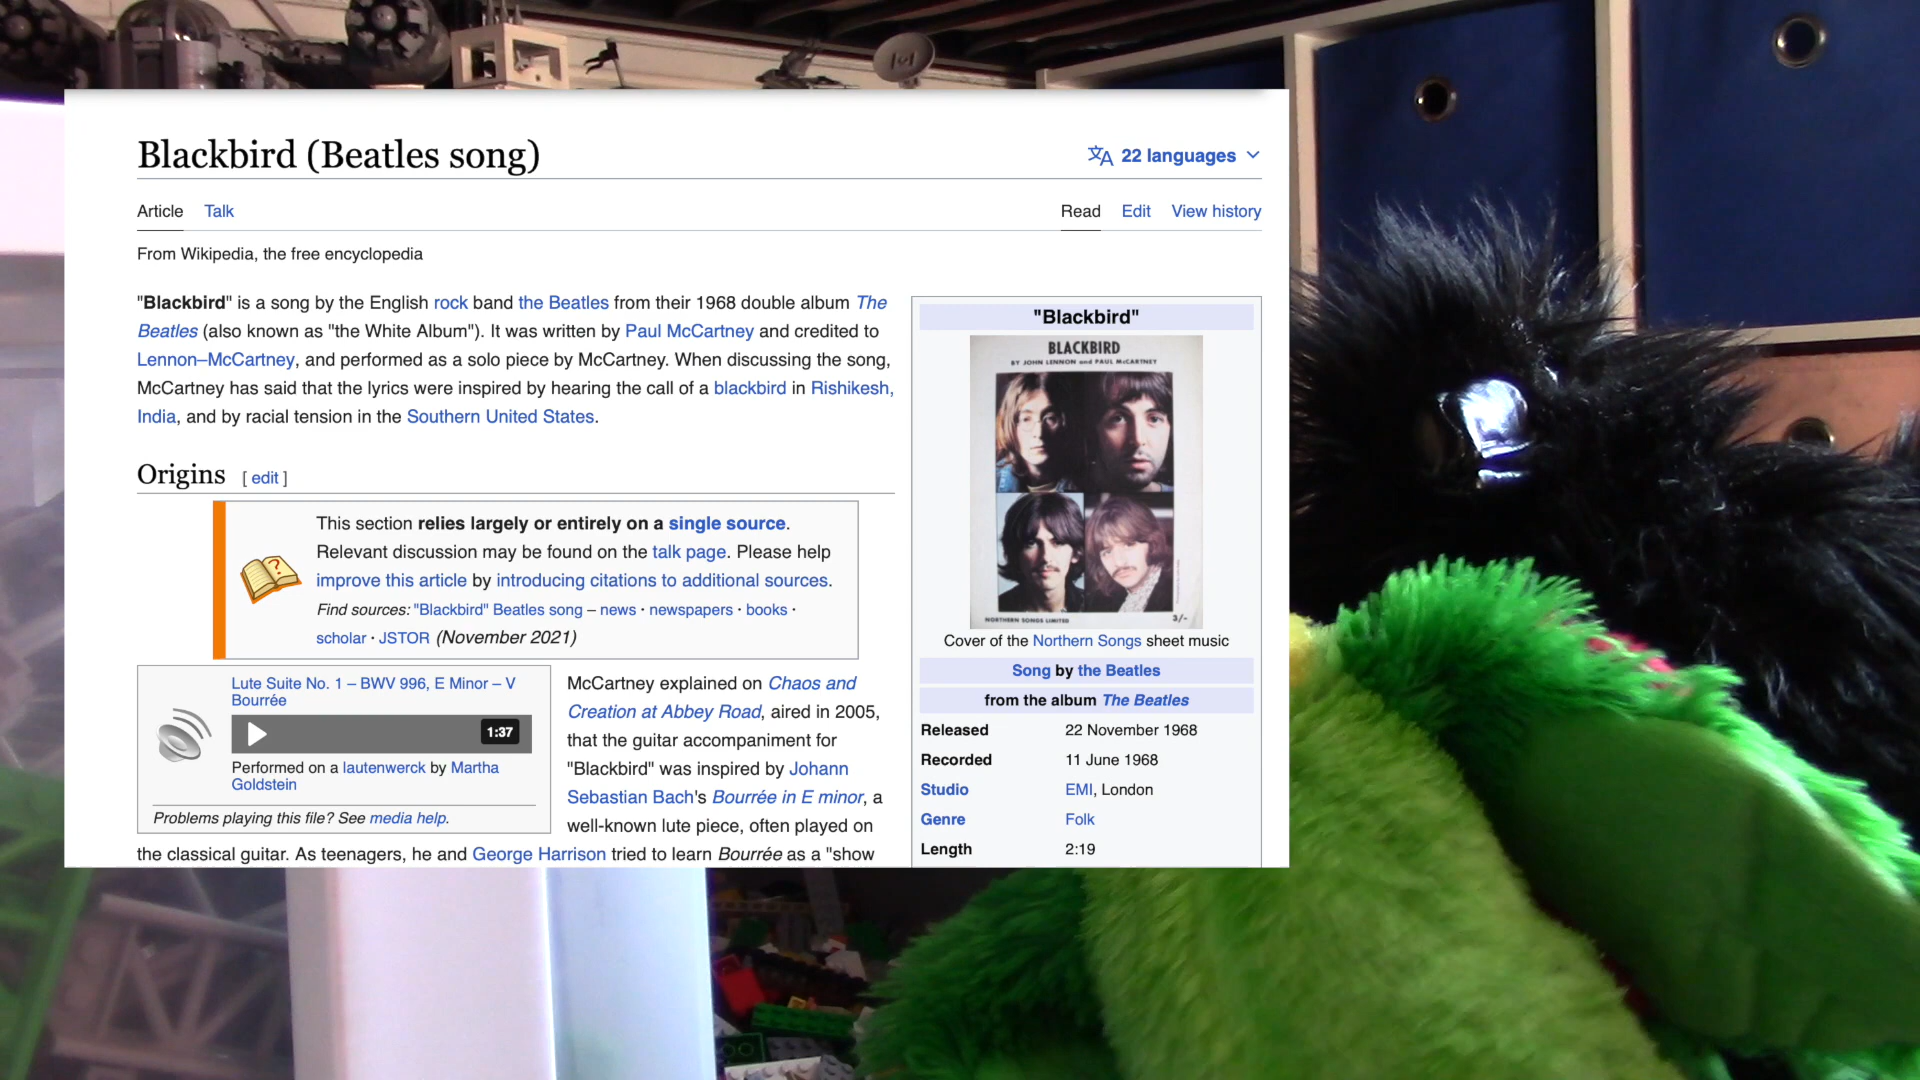 Blackbird (Beatles song)
22 languages
Article Talk
Read Edit View history
From Wikipedia, the free encyclopedia
"Blackbird" is a song by the English rock band the Beatles from their 1968 double album The
Beatles (also known as "the White Album"). It was written by Paul McCartney and credited to
Lennon–McCartney, and performed as a solo piece by McCartney. When discussing the song,
McCartney has said that the lyrics were inspired by hearing the call of a blackbird in Rishikesh,
India, and by racial tension in the Southern United States.
Origins [ edit ]
This section relies largely or entirely on a single source.
Relevant discussion may be found on the talk page. Please help
improve this article by introducing citations to additional sources.
Find sources: "Blackbird" Beatles song – news · newspapers · books ·
scholar · JSTOR (November 2021)
Lute Suite No. 1 – BWV 996, E Minor – V
Bourrée
1:37
Performed on a lautenwerck by Martha
Goldstein
Problems playing this file? See media help.
McCartney explained on Chaos and
Creation at Abbey Road, aired in 2005,
that the guitar accompaniment for
"Blackbird" was inspired by Johann
Sebastian Bach's Bourrée in E minor, a
well-known lute piece, often played on
the classical guitar. As teenagers, he and George Harrison tried to learn Bourrée as a "show
"Blackbird"
BLACKBIRD
BY JOHN LENNON and PAUL McCARTNEY
NORTHERN SONGS LIMITED
3/-
Cover of the Northern Songs sheet music
Song by the Beatles
from the album The Beatles
Released 22 November 1968
Recorded 11 June 1968
Studio EMI, London
Genre Folk
Length 2:19